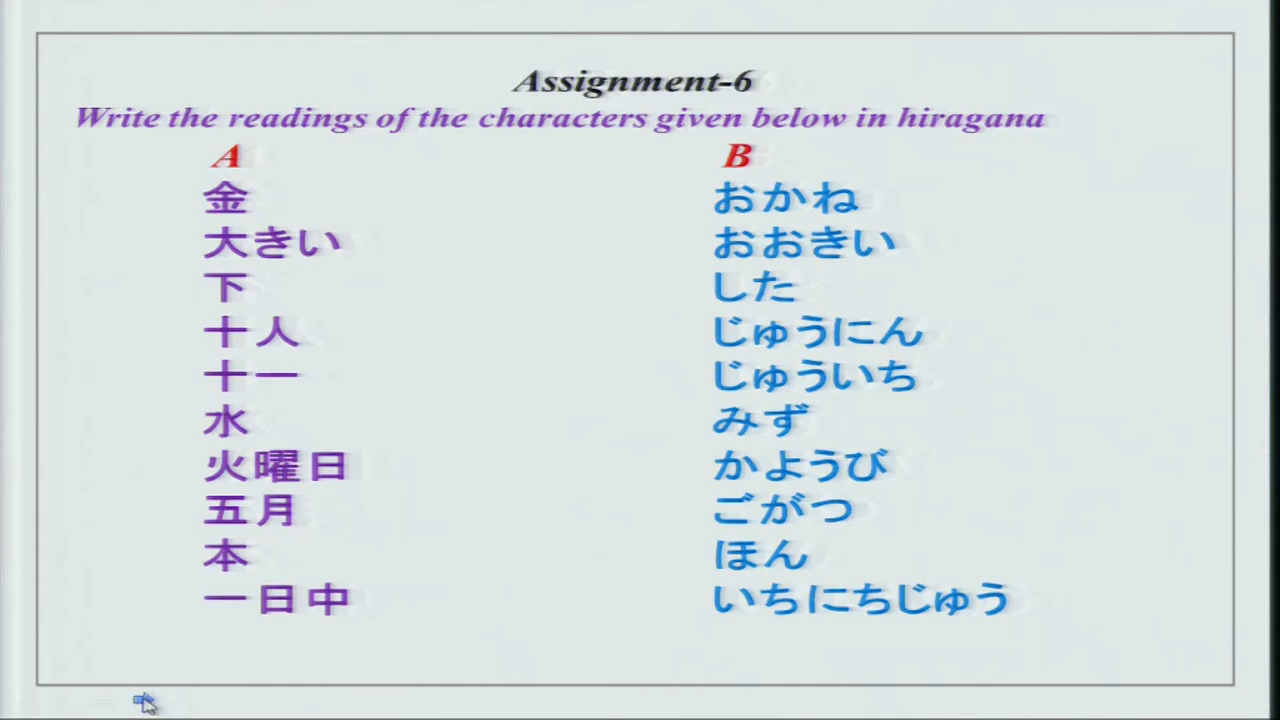 Assignment-6
Write the readings of the characters given below in hiragana
A B
金 おかね
大きい おおきい
下 した
十人 じゅうにん
十一 じゅういち
水 みず
火曜日 かようび
五月 ごがつ
本 ほん
一日中 いちにちじゅう